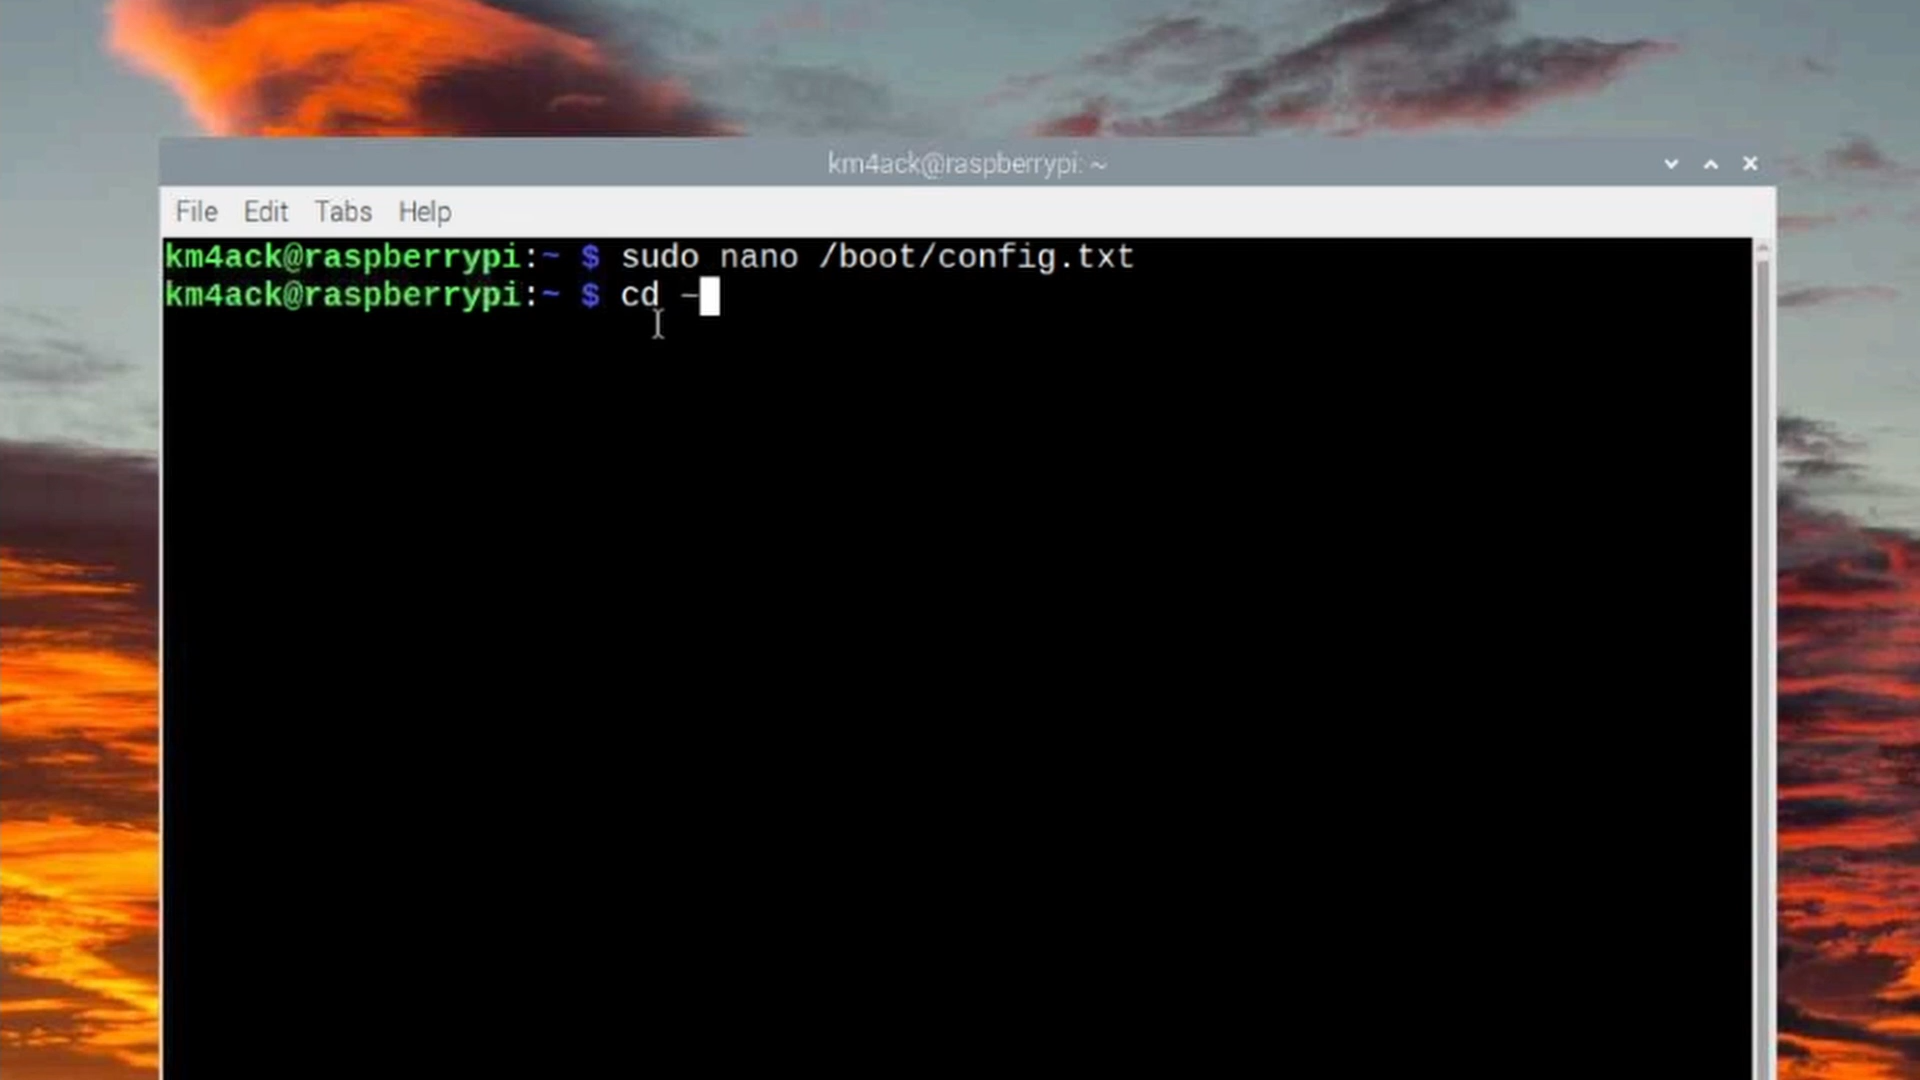 km4ack@raspberrypi: ~
File Edit Tabs Help
km4ack@raspberrypi:~ $ sudo nano /boot/config.txt
km4ack@raspberrypi:~ $ cd -